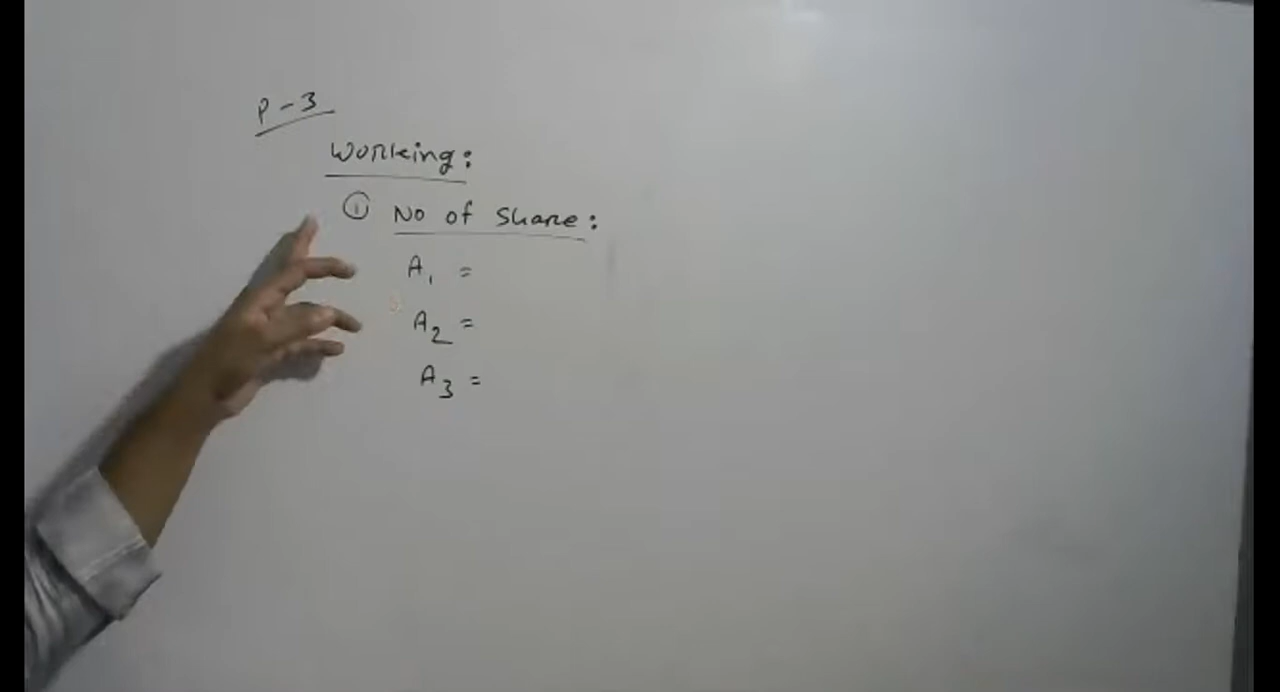 P-3
Working:
① No of Share:
A₁ =
A₂ =
A₃ =